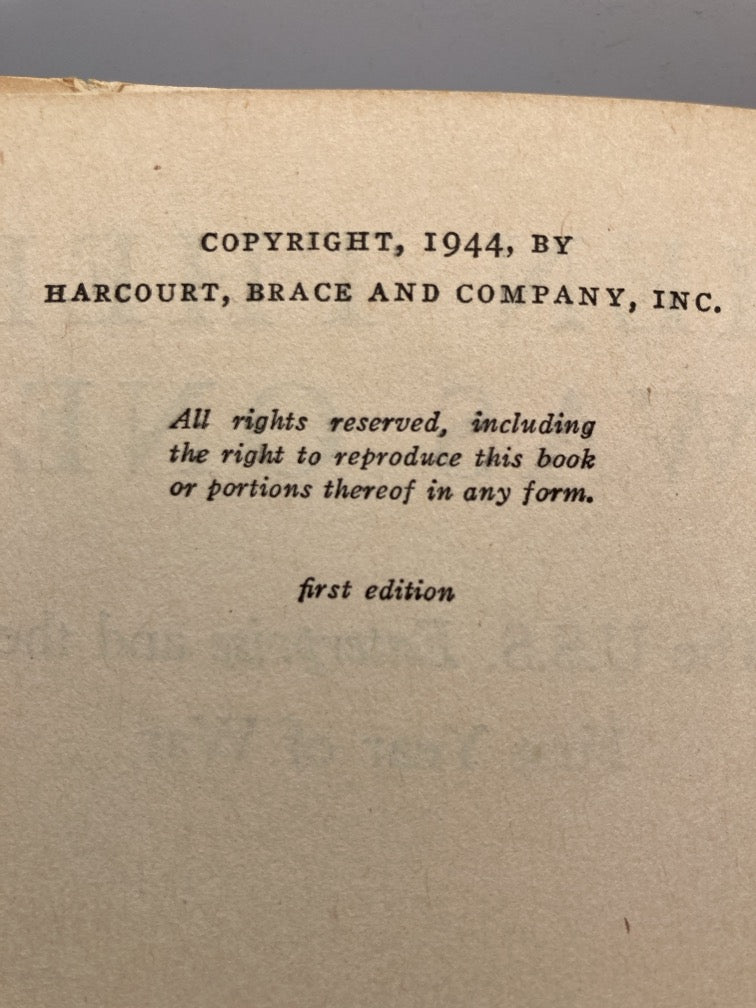 COPYRIGHT, 1944, BY
HARCOURT, BRACE AND COMPANY, INC.
All rights reserved, including
the right to reproduce this book
or portions thereof in any form.
first edition